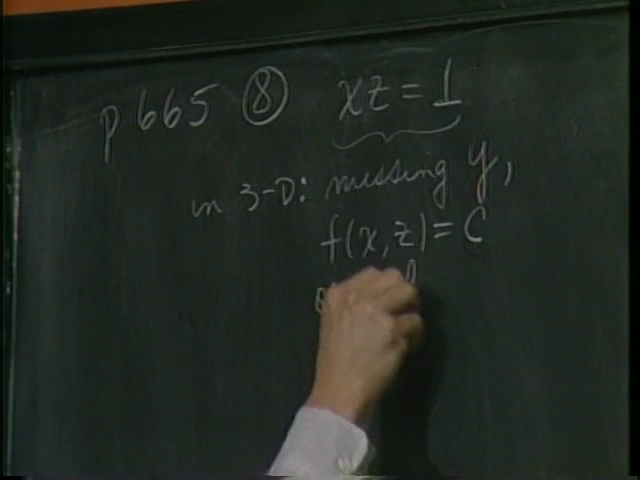 p 665 ⑧ xz = 1
in 3-D: missing y,
f(x,z) = C